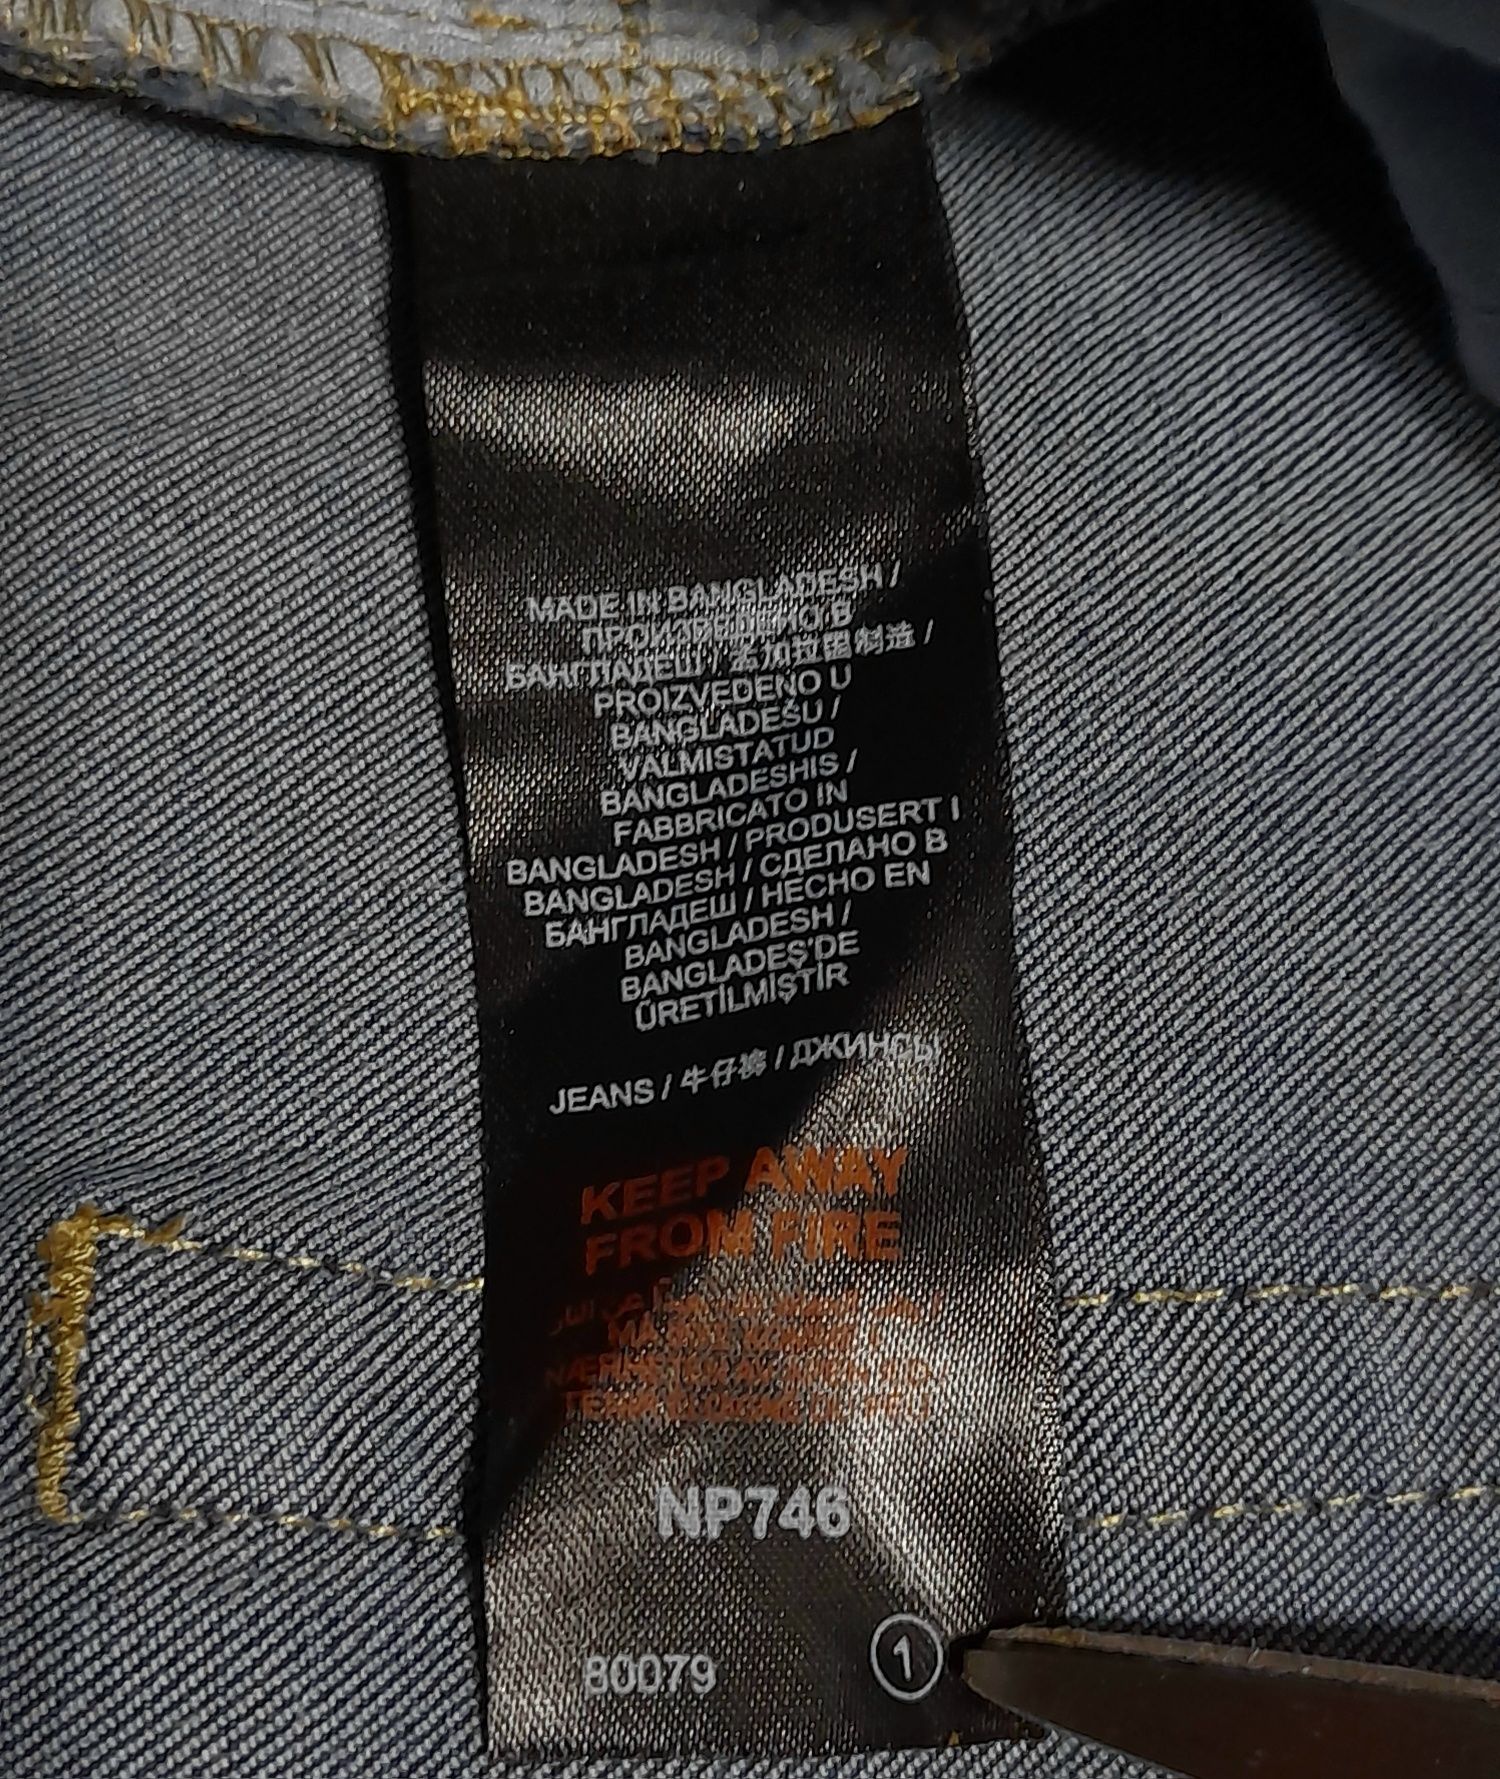 MADE IN BANGLADESH /
ПРОИЗВЕДЕНО В
БАНГЛАДЕШ / 孟加拉国制造 /
PROIZVEDENO U
BANGLADEŠU /
VALMISTATUD
BANGLADESHIS /
FABBRICATO IN
BANGLADESH / PRODUSERT I
BANGLADESH / СДЕЛАНО В
БАНГЛАДЕШ / HECHO EN
BANGLADESH /
BANGLADEŞ'DE
ÜRETİLMİŞTİR
JEANS / 牛仔裤 / ДЖИНСЫ
KEEP AWAY
FROM FIRE
NP746
80079 1